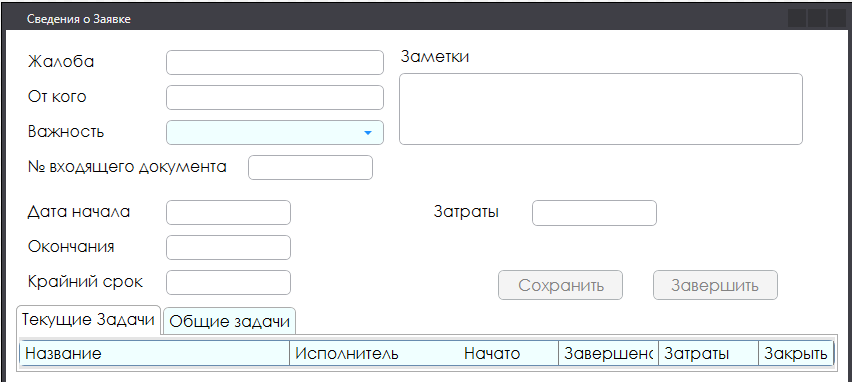 Сведения о Заявке
Жалоба
Заметки
От кого
Важность
№ входящего документа
Дата начала
Затраты
Окончания
Крайний срок
Сохранить
Завершить
Текущие Задачи
Общие задачи
Название Исполнитель Начато Завершено Затраты Закрыть